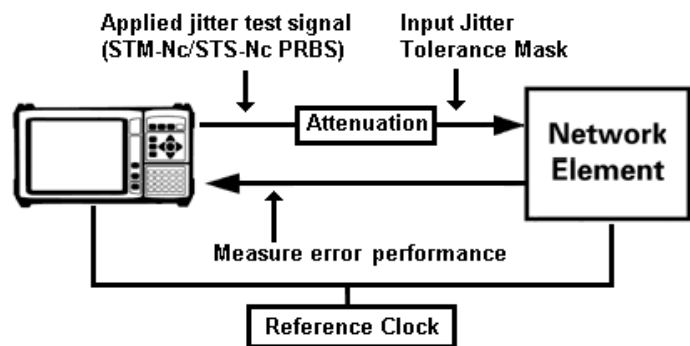 Applied jitter test signal
(STM-Nc/STS-Nc PRBS)
Input Jitter
Tolerance Mask
Attenuation
Network
Element
Measure error performance
Reference Clock